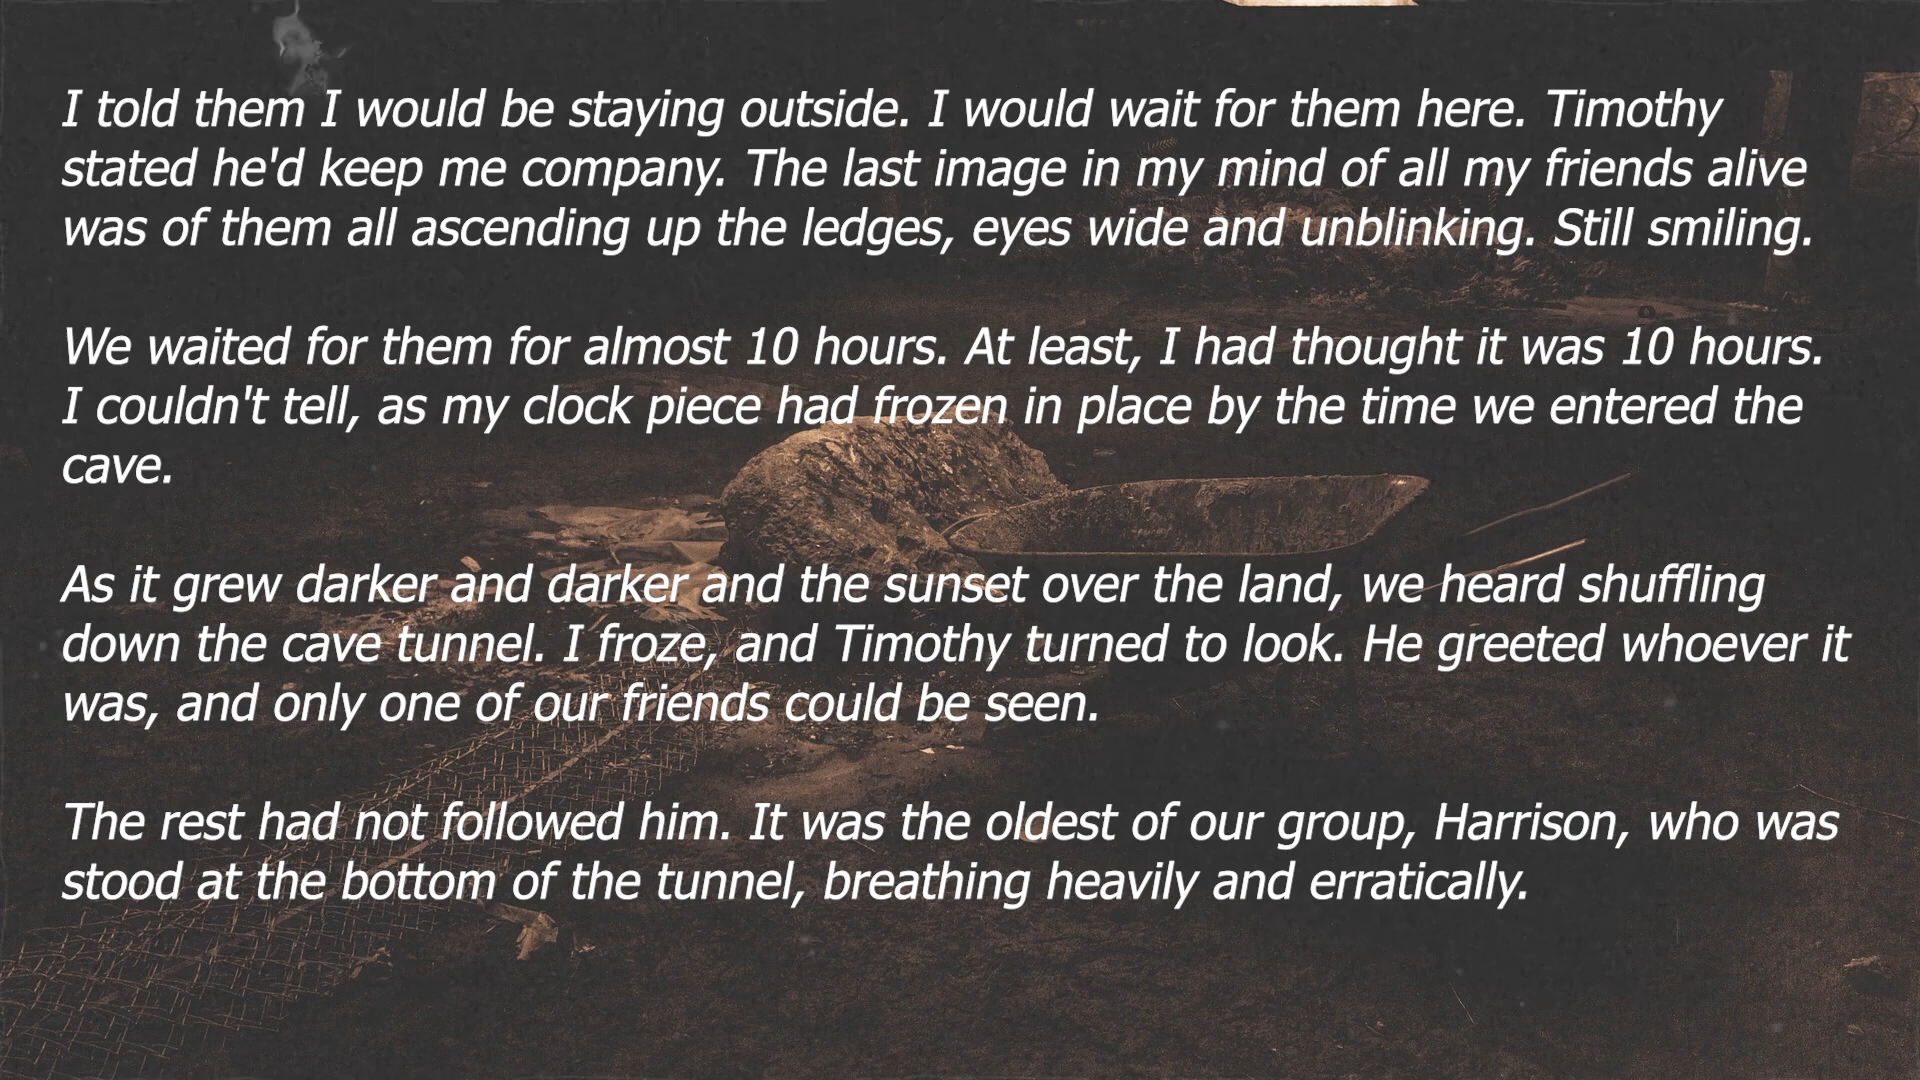 I told them I would be staying outside. I would wait for them here. Timothy
stated he'd keep me company. The last image in my mind of all my friends alive
was of them all ascending up the ledges, eyes wide and unblinking. Still smiling.
We waited for them for almost 10 hours. At least, I had thought it was 10 hours.
I couldn't tell, as my clock piece had frozen in place by the time we entered the
cave.
As it grew darker and darker and the sunset over the land, we heard shuffling
down the cave tunnel. I froze, and Timothy turned to look. He greeted whoever it
was, and only one of our friends could be seen.
The rest had not followed him. It was the oldest of our group, Harrison, who was
stood at the bottom of the tunnel, breathing heavily and erratically.